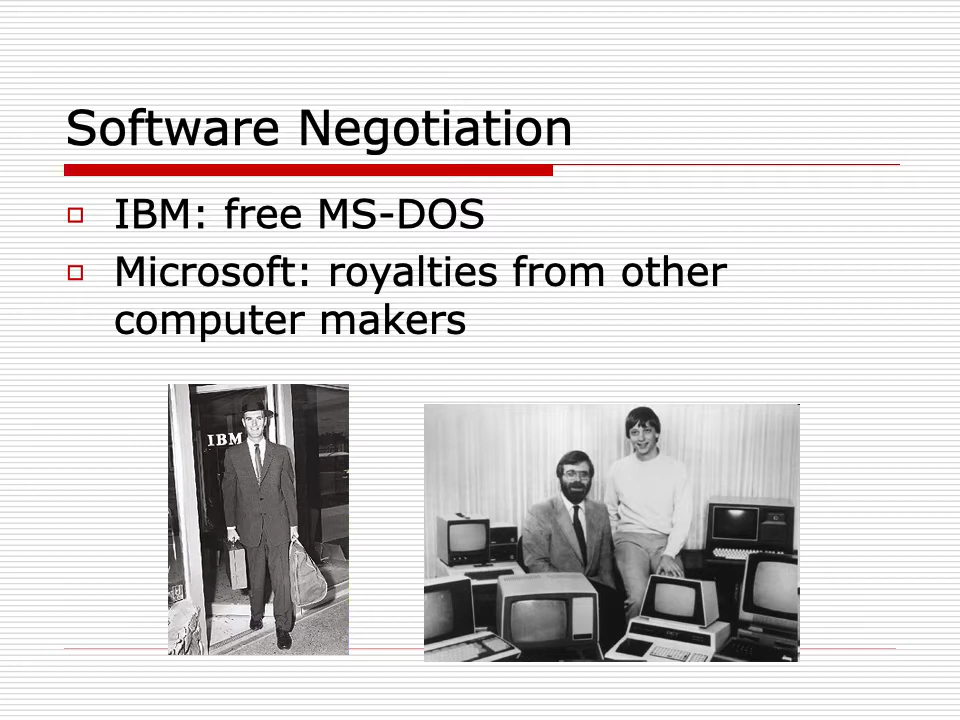 Software Negotiation
IBM: free MS-DOS
Microsoft: royalties from other
computer makers
IBM